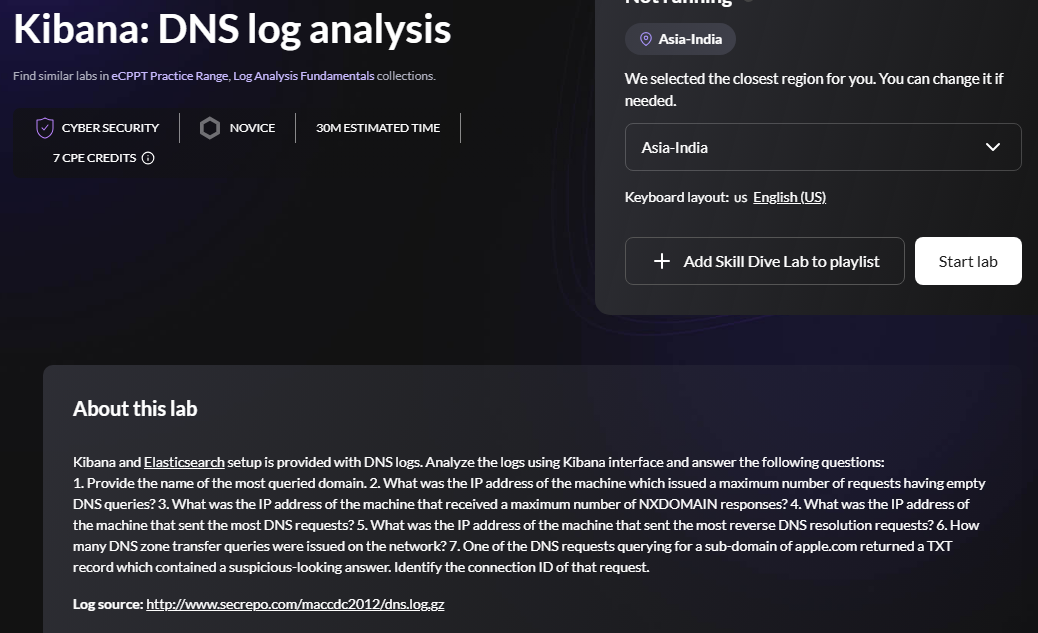 Kibana: DNS log analysis
Find similar labs in eCPPT Practice Range, Log Analysis Fundamentals collections.
CYBER SECURITY
NOVICE
30M ESTIMATED TIME
7 CPE CREDITS
Not running
Asia-India
We selected the closest region for you. You can change it if
needed.
Asia-India
Keyboard layout: us English (US)
Add Skill Dive Lab to playlist
Start lab
About this lab
Kibana and Elasticsearch setup is provided with DNS logs. Analyze the logs using Kibana interface and answer the following questions:
1. Provide the name of the most queried domain. 2. What was the IP address of the machine which issued a maximum number of requests having empty
DNS queries? 3. What was the IP address of the machine that received a maximum number of NXDOMAIN responses? 4. What was the IP address of
the machine that sent the most DNS requests? 5. What was the IP address of the machine that sent the most reverse DNS resolution requests? 6. How
many DNS zone transfer queries were issued on the network? 7. One of the DNS requests querying for a sub-domain of apple.com returned a TXT
record which contained a suspicious-looking answer. Identify the connection ID of that request.
Log source: http://www.secrepo.com/maccdc2012/dns.log.gz